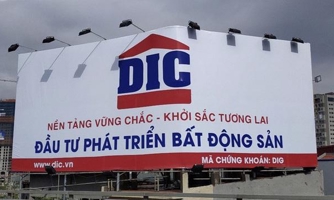 DIC
NỀN TẢNG VỮNG CHẮC - KHỞI SẮC TƯƠNG LAI
ĐẦU TƯ PHÁT TRIỂN BẤT ĐỘNG SẢN
www.dic.vn MÃ CHỨNG KHOÁN: DIG